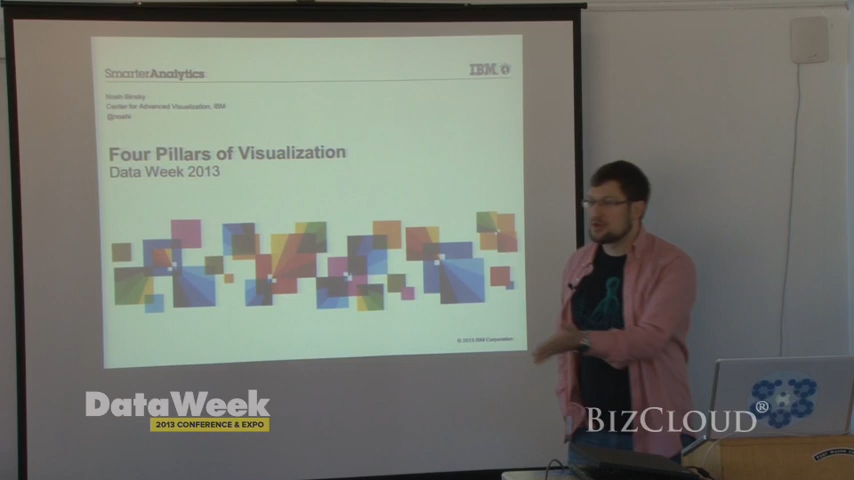 SmarterAnalytics
IBM
Noah Iliinsky
Center for Advanced Visualization, IBM
@noahi
Four Pillars of Visualization
Data Week 2013
© 2013 IBM Corporation
DataWeek
2013 CONFERENCE & EXPO
BIZCLOUD®